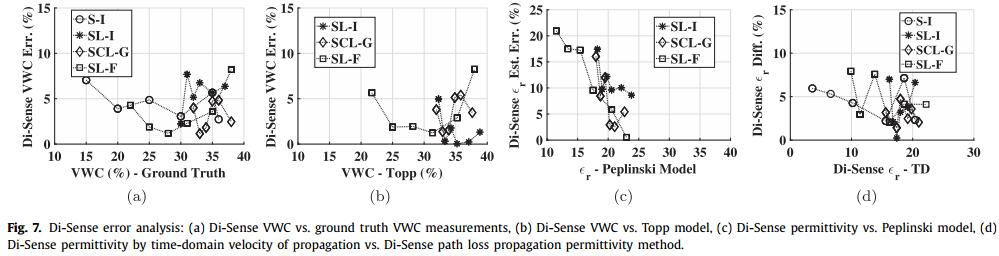 15
10
5
0
10 15 20 25 30 35 40
Di-Sense VWC Err. (%)
VWC (%) - Ground Truth
S-I
SL-I
SCL-G
SL-F
(a)
15
10
5
0
10 15 20 25 30 35 40
Di-Sense VWC Err. (%)
VWC - Topp (%)
SL-I
SCL-G
SL-F
(b)
25
20
15
10
5
0
10 15 20 25 30 35 40
Di-Sense ϵr Est. Err. (%)
ϵr - Peplinski Model
SL-I
SCL-G
SL-F
(c)
15
10
5
0
0 10 20 30
Di-Sense ϵr Diff. (%)
Di-Sense ϵr - TD
S-I
SL-I
SCL-G
SL-F
(d)
Fig. 7. Di-Sense error analysis: (a) Di-Sense VWC vs. ground truth VWC measurements, (b) Di-Sense VWC vs. Topp model, (c) Di-Sense permittivity vs. Peplinski model, (d)
Di-Sense permittivity by time-domain velocity of propagation vs. Di-Sense path loss propagation permittivity method.